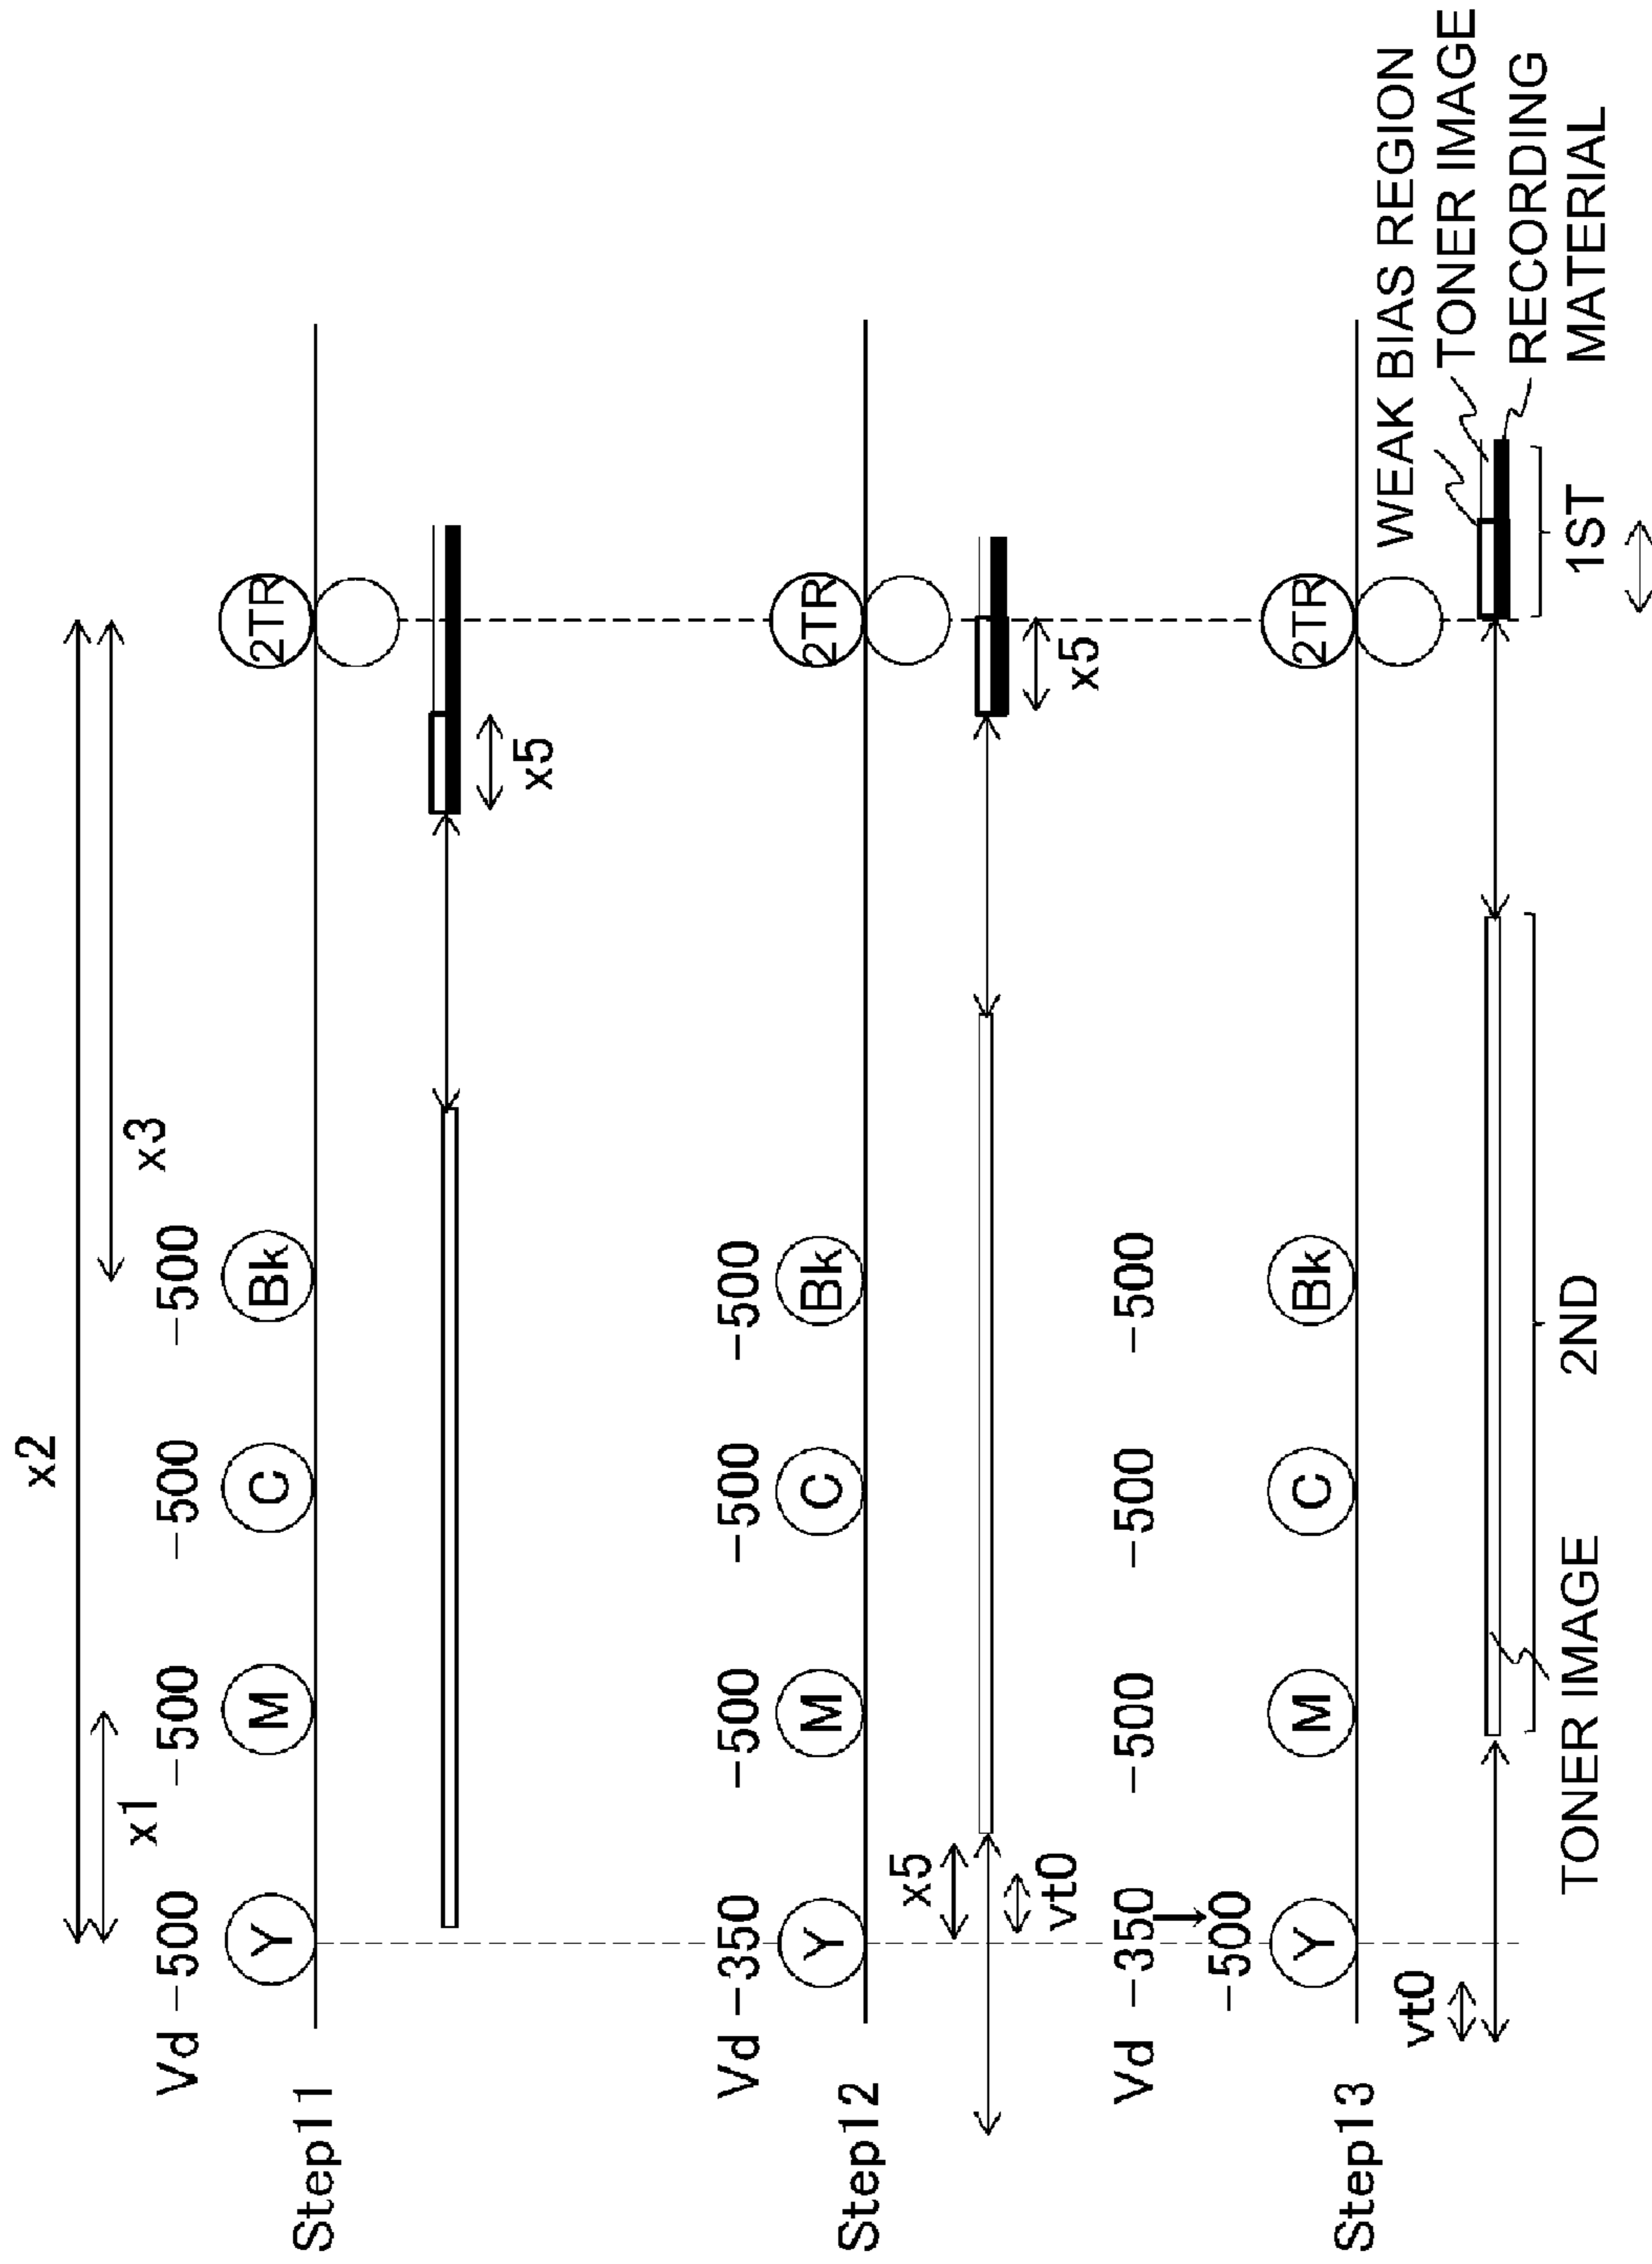 x2
x1
x3
Vd -500 -500 -500 -500
Step11
Y M C Bk 2TR
x5
Vd -350 -500 -500 -500
Step12
Y M C Bk 2TR
x5
vt0
x5
Vd -350 -500 -500 -500
-500
Step13
Y M C Bk 2TR
vt0
WEAK BIAS REGION
TONER IMAGE
RECORDING
MATERIAL
TONER IMAGE
2ND
1ST